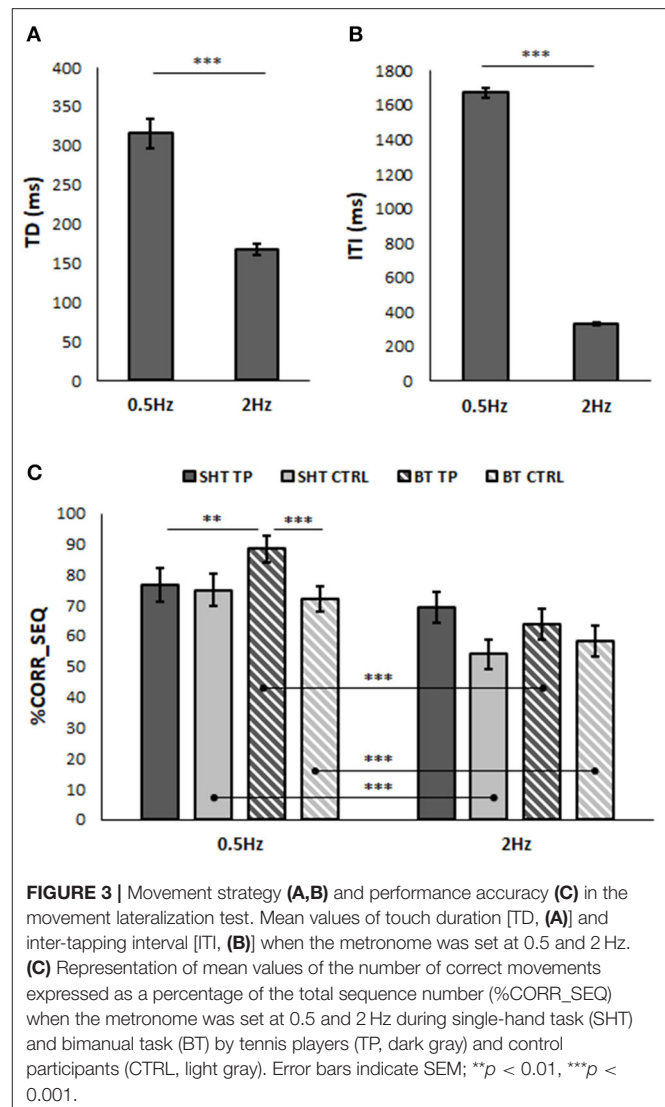 A
***
400
350
300
250
200
150
100
50
0
TD (ms)
0.5Hz 2Hz
B
***
1800
1600
1400
1200
1000
800
600
400
200
0
ITI (ms)
0.5Hz 2Hz
C
SHT TP SHT CTRL BT TP BT CTRL
100
90
80
70
60
50
40
30
20
10
0
%CORR_SEQ
** ***
***
***
***
0.5Hz 2Hz
FIGURE 3 | Movement strategy (A,B) and performance accuracy (C) in the
movement lateralization test. Mean values of touch duration [TD, (A)] and
inter-tapping interval [ITI, (B)] when the metronome was set at 0.5 and 2 Hz.
(C) Representation of mean values of the number of correct movements
expressed as a percentage of the total sequence number (%CORR_SEQ)
when the metronome was set at 0.5 and 2 Hz during single-hand task (SHT)
and bimanual task (BT) by tennis players (TP, dark gray) and control
participants (CTRL, light gray). Error bars indicate SEM; **p < 0.01, ***p <
0.001.